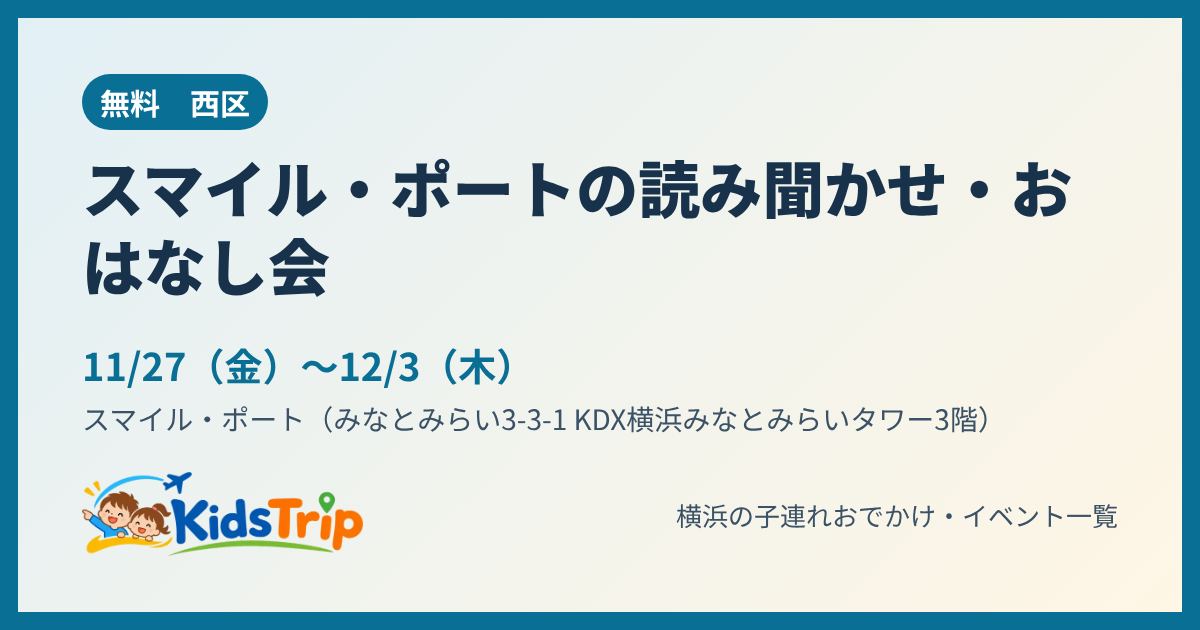 無料　西区
スマイル・ポートの読み聞かせ・お
はなし会
11/27（金）〜12/3（木）
スマイル・ポート（みなとみらい3-3-1 KDX横浜みなとみらいタワー3階）
KidsTrip
横浜の子連れおでかけ・イベント一覧